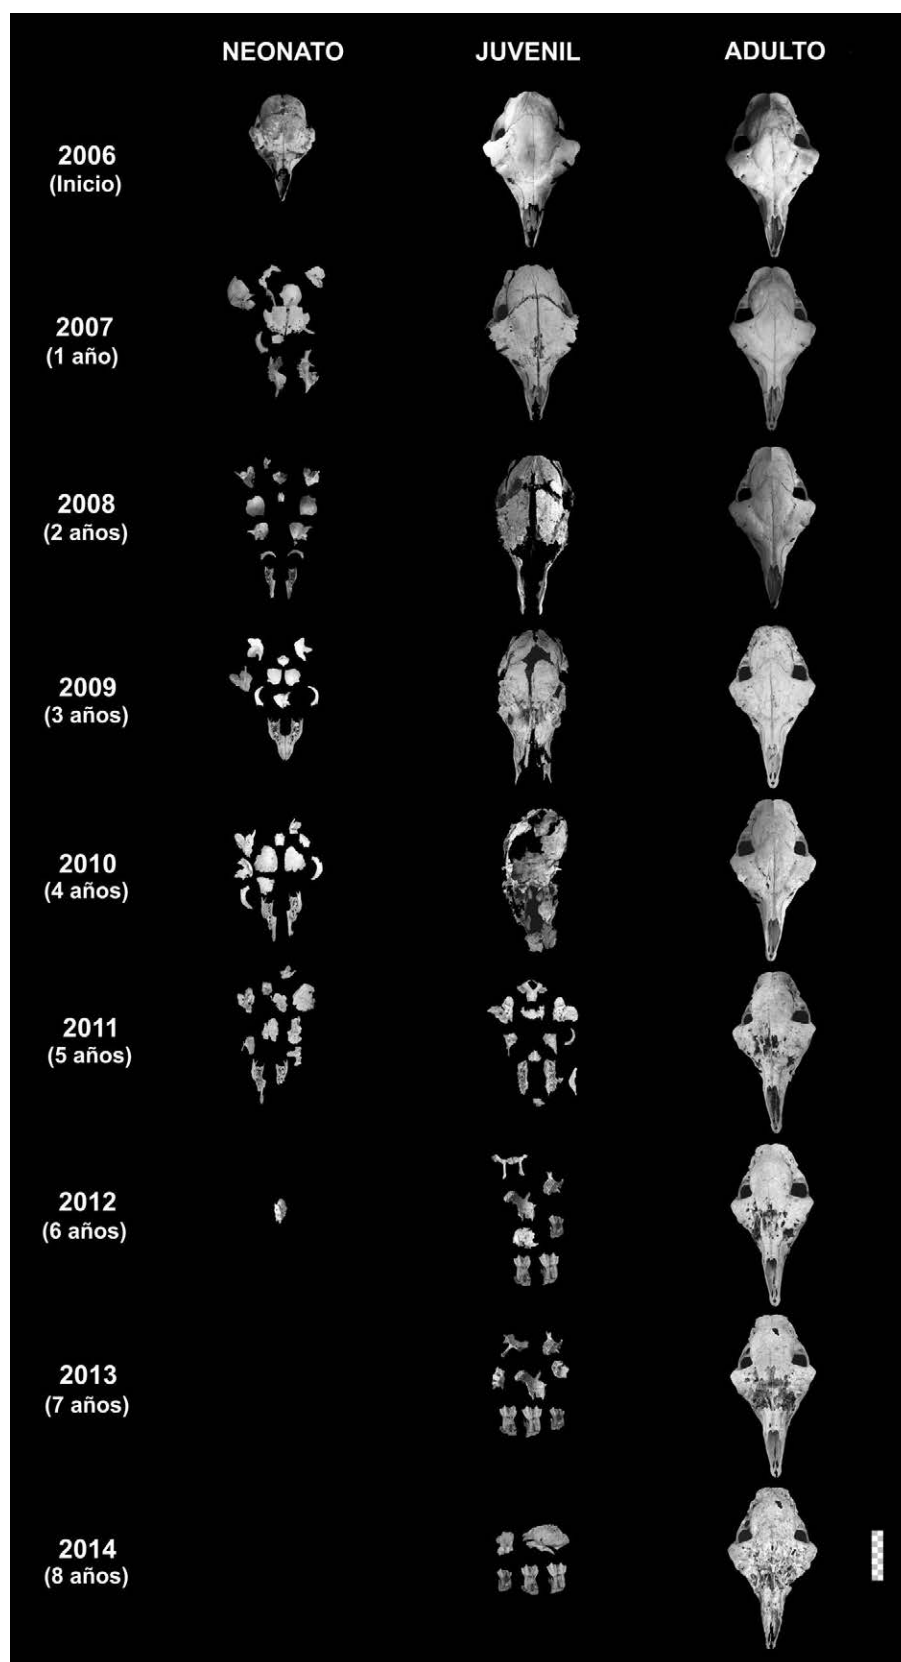 NEONATO JUVENIL ADULTO
2006
(Inicio)
2007
(1 año)
2008
(2 años)
2009
(3 años)
2010
(4 años)
2011
(5 años)
2012
(6 años)
2013
(7 años)
2014
(8 años)